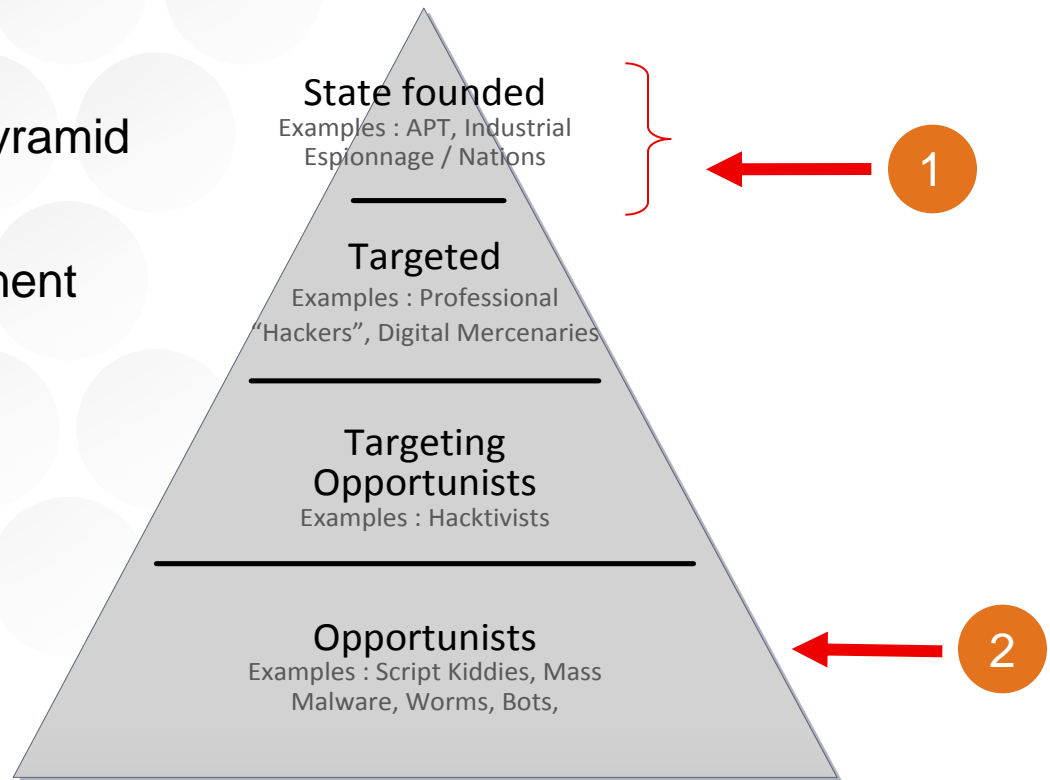 yramid
nent
State founded
Examples : APT, Industrial
Espionnage / Nations
1
Targeted
Examples : Professional
“Hackers”, Digital Mercenaries
Targeting
Opportunists
Examples : Hacktivists
Opportunists
Examples : Script Kiddies, Mass
Malware, Worms, Bots,
2